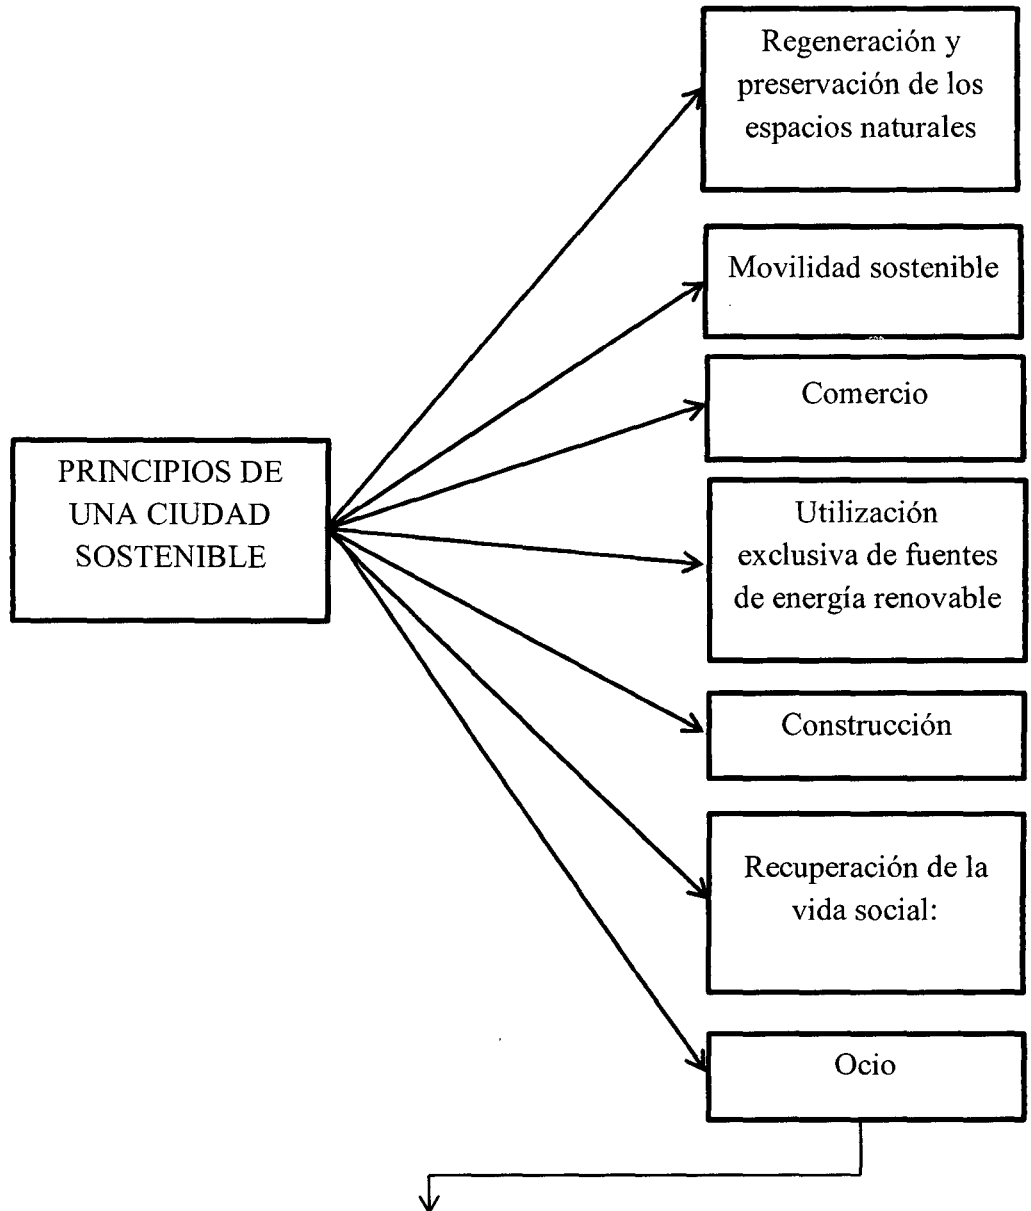 Regeneración y
preservación de los
espacios naturales
Movilidad sostenible
Comercio
PRINCIPIOS DE
UNA CIUDAD
SOSTENIBLE
Utilización
exclusiva de fuentes
de energía renovable
Construcción
Recuperación de la
vida social:
Ocio